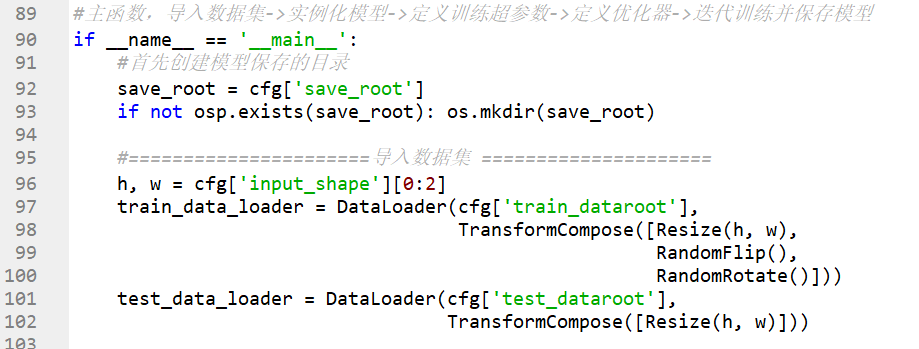 89 #主函数，导入数据集->实例化模型->定义训练超参数->定义优化器->迭代训练并保存模型
90 if __name__ == '__main__':
91     #首先创建模型保存的目录
92     save_root = cfg['save_root']
93     if not osp.exists(save_root): os.mkdir(save_root)
94
95     #======================导入数据集 =====================
96     h, w = cfg['input_shape'][0:2]
97     train_data_loader = DataLoader(cfg['train_dataroot'],
98                                    TransformCompose([Resize(h, w),
99                                                      RandomFlip(),
100                                                     RandomRotate()]))
101    test_data_loader = DataLoader(cfg['test_dataroot'],
102                                  TransformCompose([Resize(h, w)]))
103